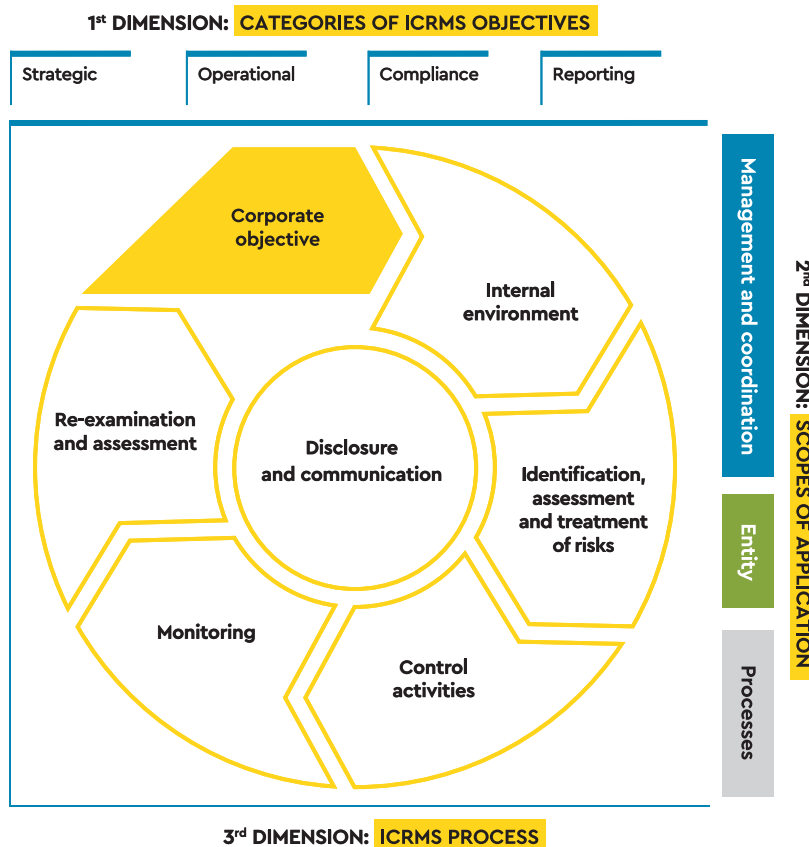 1st DIMENSION: CATEGORIES OF ICRMS OBJECTIVES
Strategic
Operational
Compliance
Reporting
Corporate
objective
Internal
environment
Identification,
assessment
and treatment
of risks
Control
activities
Monitoring
Re-examination
and assessment
Disclosure
and communication
Management and coordination
Entity
Processes
2nd DIMENSION: SCOPES OF APPLICATION
3rd DIMENSION: ICRMS PROCESS